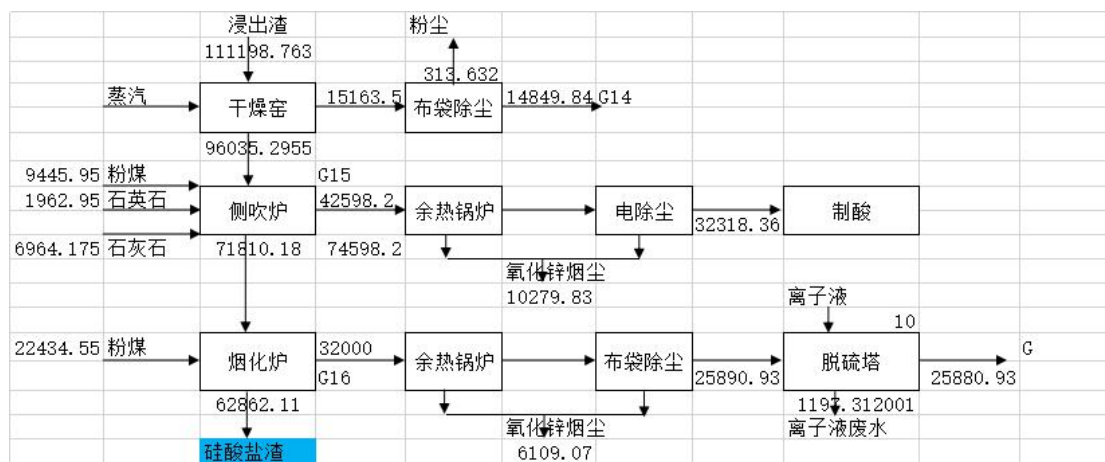 浸出渣
粉尘
111198.763
313.632
蒸汽
干燥窑
15163.5
布袋除尘
14849.84 G14
96035.2955
9445.95 粉煤
G15
1962.95 石英石
侧吹炉
42598.2
余热锅炉
电除尘
32318.36
制酸
6964.175 石灰石
71810.18
74598.2
氧化锌烟尘
10279.83
离子液
10
22434.55 粉煤
烟化炉
32000
G16
余热锅炉
布袋除尘
25890.93
脱硫塔
G
25880.93
62862.11
1197.312001
氧化锌烟尘
离子液废水
硅酸盐渣
6109.07